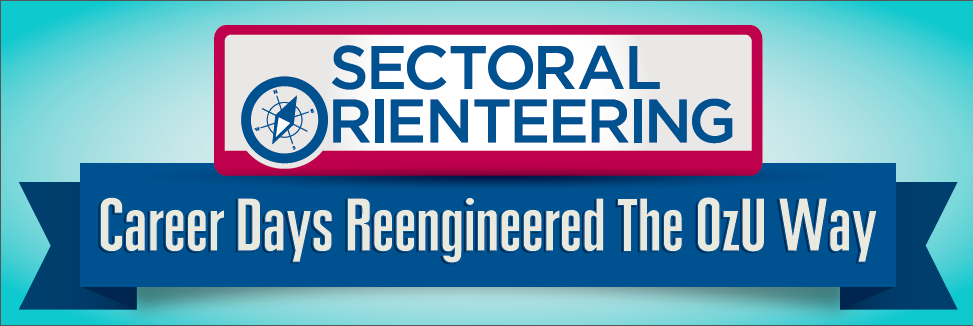 SECTORAL
ORIENTEERING
N
E
S
W
Career Days Reengineered The OzU Way